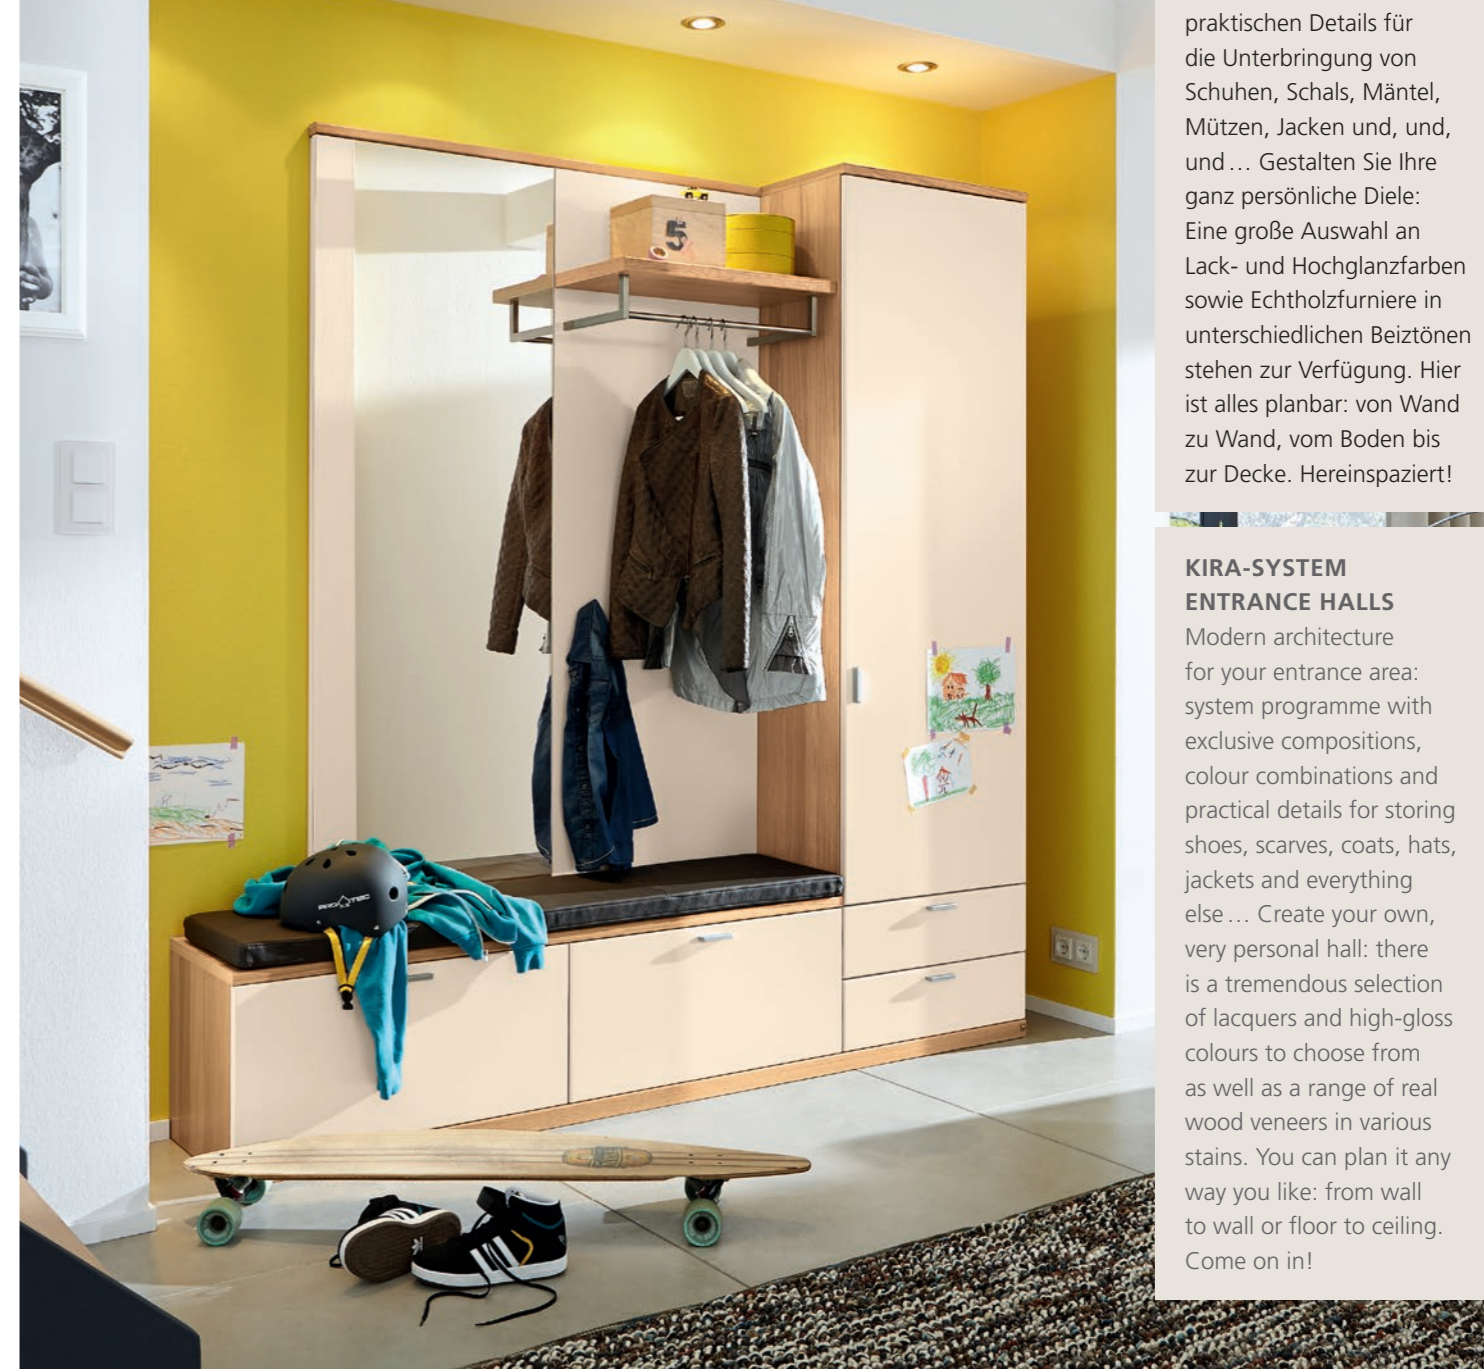 praktischen Details für
die Unterbringung von
Schuhen, Schals, Mäntel,
Mützen, Jacken und, und,
und … Gestalten Sie Ihre
ganz persönliche Diele:
Eine große Auswahl an
Lack- und Hochglanzfarben
sowie Echtholzfurniere in
unterschiedlichen Beiztönen
stehen zur Verfügung. Hier
ist alles planbar: von Wand
zu Wand, vom Boden bis
zur Decke. Hereinspaziert!
KIRA-SYSTEM
ENTRANCE HALLS
Modern architecture
for your entrance area:
system programme with
exclusive compositions,
colour combinations and
practical details for storing
shoes, scarves, coats, hats,
jackets and everything
else … Create your own,
very personal hall: there
is a tremendous selection
of lacquers and high-gloss
colours to choose from
as well as a range of real
wood veneers in various
stains. You can plan it any
way you like: from wall
to wall or floor to ceiling.
Come on in!
5
PRO TEC